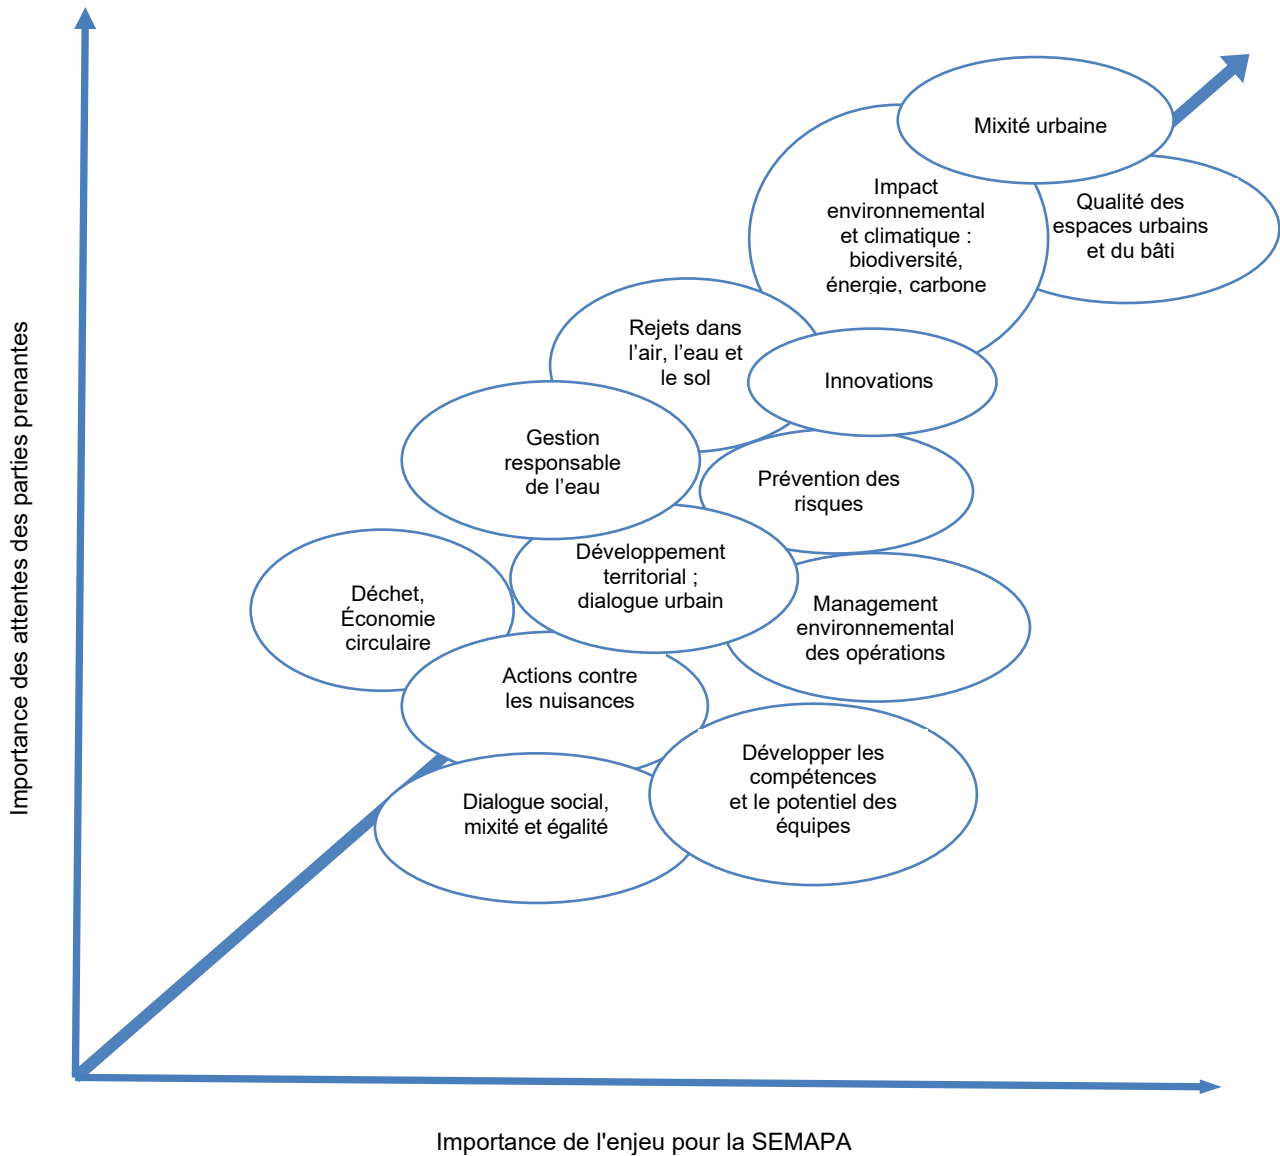 Mixité urbaine
Impact
environnemental
et climatique :
biodiversité,
énergie, carbone
Qualité des
espaces urbains
et du bâti
Rejets dans
l’air, l’eau et
le sol
Innovations
Gestion
responsable
de l’eau
Prévention des
risques
Développement
territorial ;
dialogue urbain
Déchet,
Économie
circulaire
Management
environnemental
des opérations
Actions contre
les nuisances
Développer les
compétences
et le potentiel des
équipes
Dialogue social,
mixité et égalité
Importance des attentes des parties prenantes
Importance de l'enjeu pour la SEMAPA